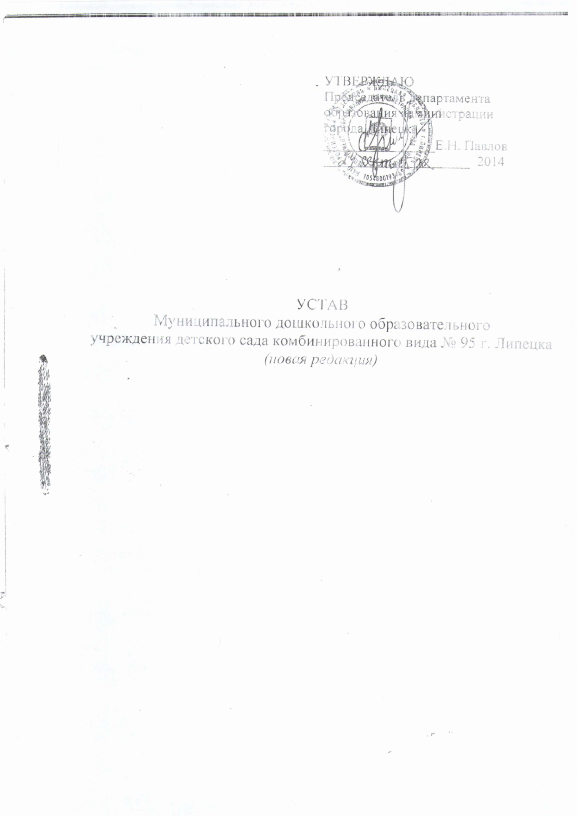 УТВЕРЖДАЮ
Председатель департамента
образования администрации
города Липецка
Е.Н. Павлов
2014
УСТАВ
Муниципального дошкольного образовательного
учреждения детского сада комбинированного вида № 95 г. Липецка
(новая редакция)